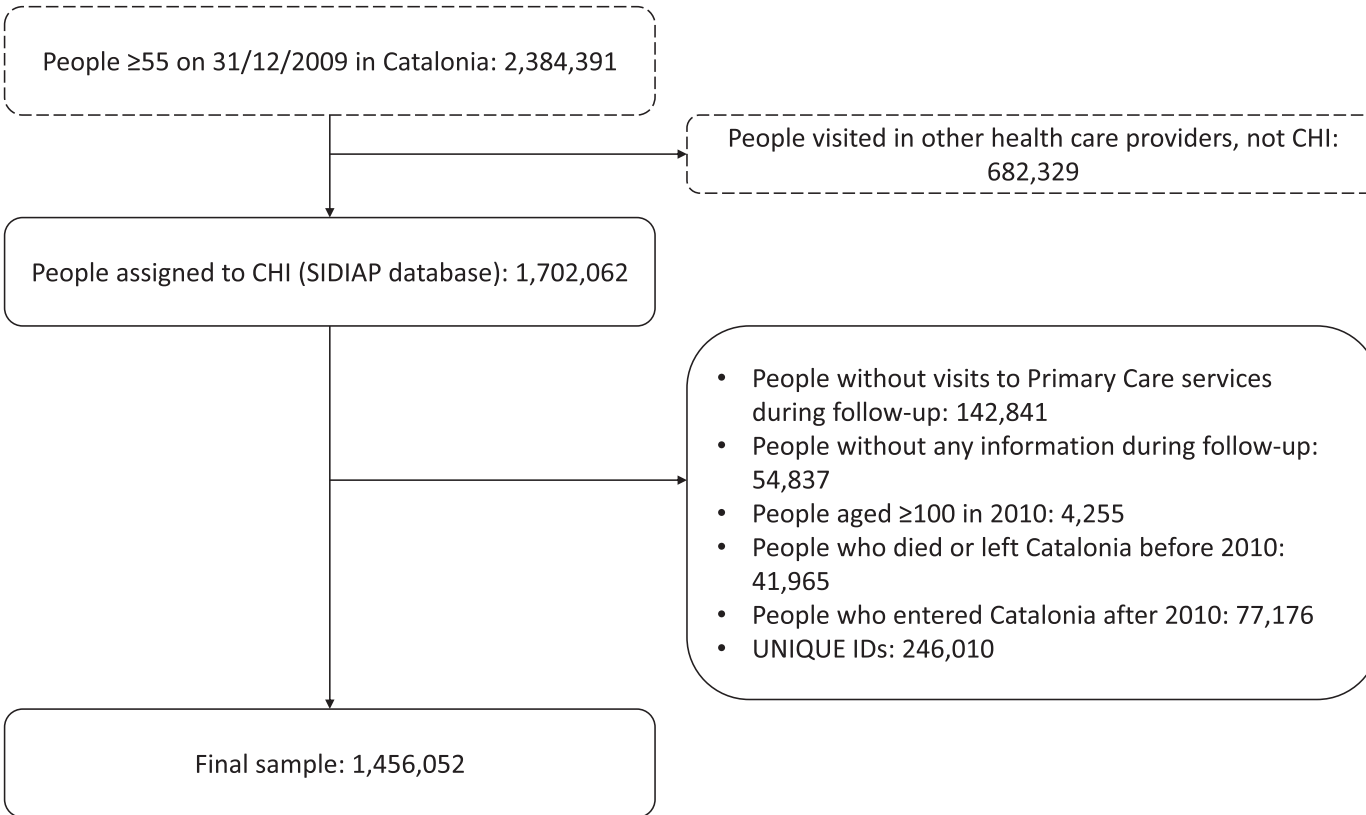 People ≥55 on 31/12/2009 in Catalonia: 2,384,391
People visited in other health care providers, not CHI:
682,329
People assigned to CHI (SIDIAP database): 1,702,062
• People without visits to Primary Care services
during follow-up: 142,841
• People without any information during follow-up:
54,837
• People aged ≥100 in 2010: 4,255
• People who died or left Catalonia before 2010:
41,965
• People who entered Catalonia after 2010: 77,176
• UNIQUE IDs: 246,010
Final sample: 1,456,052